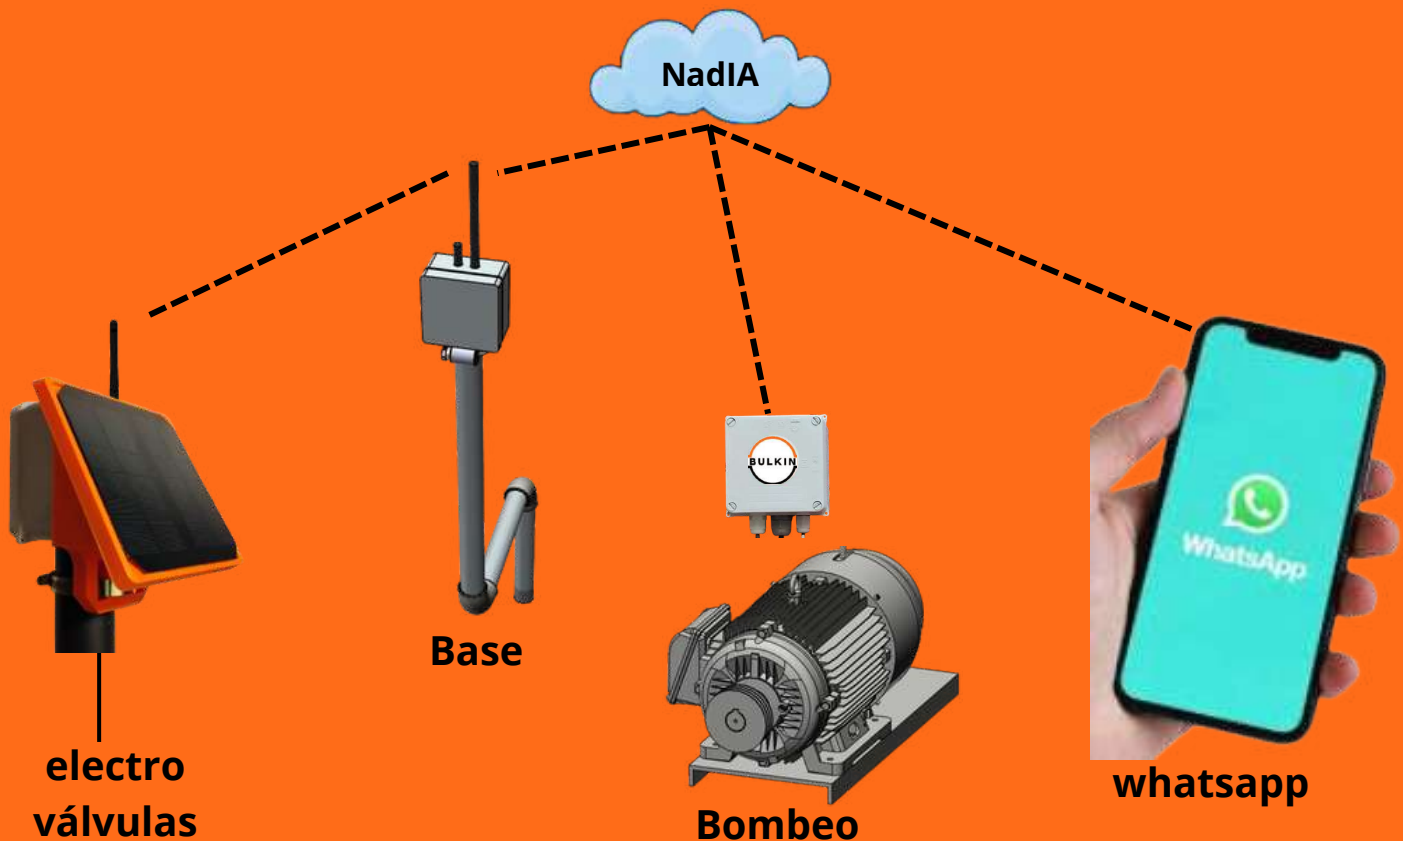 NadIA
BULKIN
WhatsApp
Base
electro
válvulas
Bombeo
whatsapp